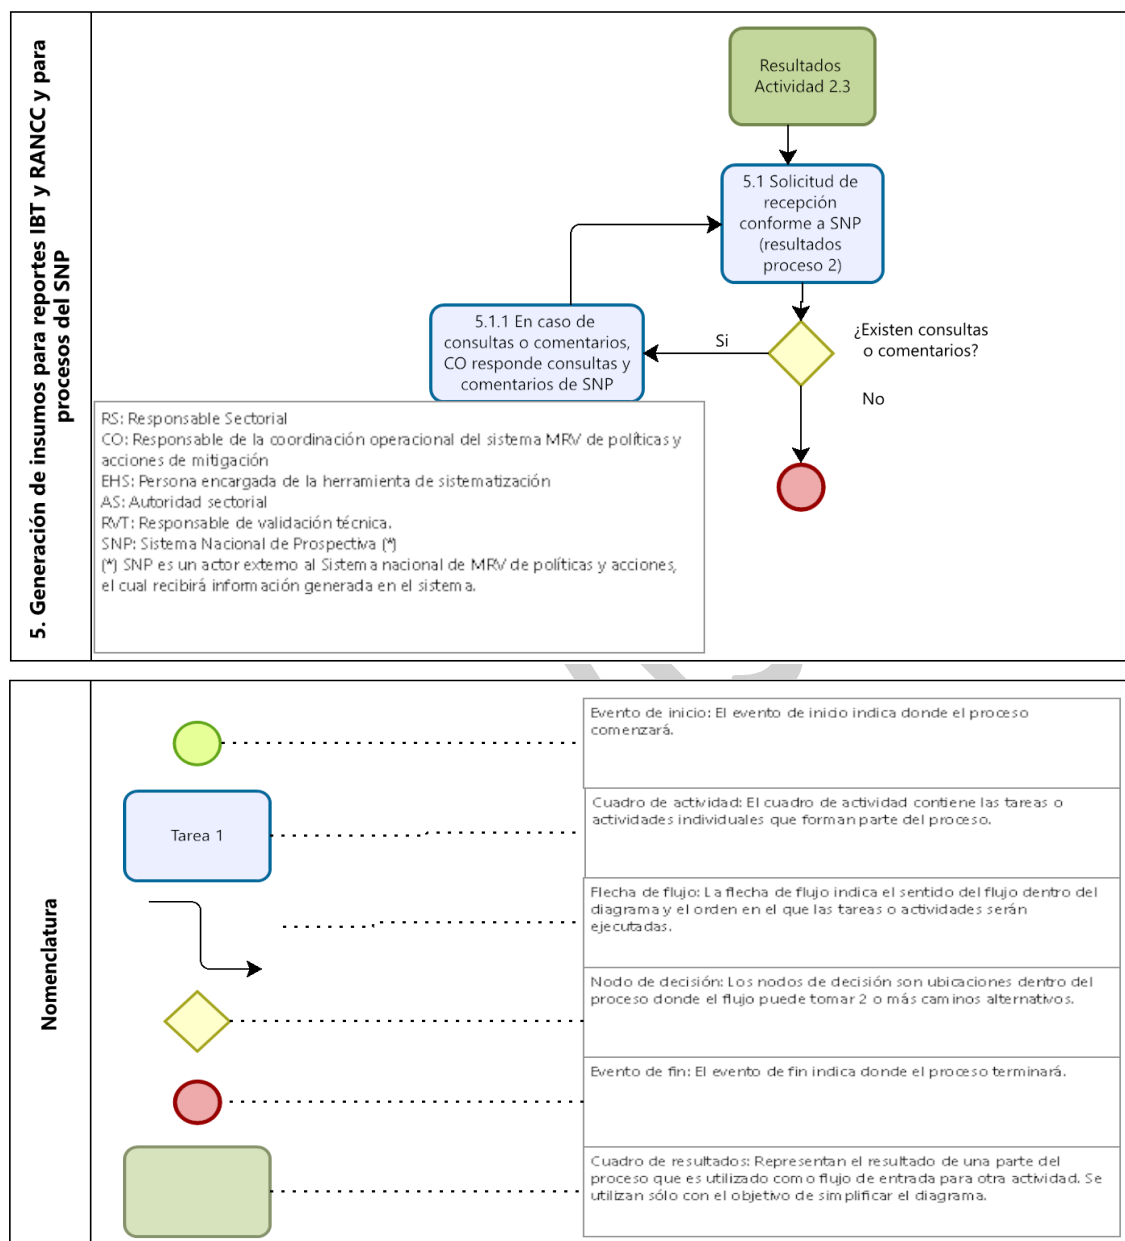 5. Generación de insumos para reportes IBT y RANCC y para
procesos del SNP
Resultados
Actividad 2.3
5.1 Solicitud de
recepción
conforme a SNP
(resultados
proceso 2)
¿Existen consultas
o comentarios?
Si
No
5.1.1 En caso de
consultas o comentarios,
CO responde consultas y
comentarios de SNP
RS: Responsable Sectorial
CO: Responsable de la coordinación operacional del sistema MRV de políticas y
acciones de mitigación
EHS: Persona encargada de la herramienta de sistematización
AS: Autoridad sectorial
RVT: Responsable de validación técnica.
SNP: Sistema Nacional de Prospectiva (*)
(*) SNP es un actor externo al Sistema nacional de MRV de políticas y acciones,
el cual recibirá información generada en el sistema.
Nomenclatura
Evento de inicio: El evento de inicio indica donde el proceso
comenzará.
Tarea 1
Cuadro de actividad: El cuadro de actividad contiene las tareas o
actividades individuales que forman parte del proceso.
Flecha de flujo: La flecha de flujo indica el sentido del flujo dentro del
diagrama y el orden en el que las tareas o actividades serán
ejecutadas.
Nodo de decisión: Los nodos de decisión son ubicaciones dentro del
proceso donde el flujo puede tomar 2 o más caminos alternativos.
Evento de fin: El evento de fin indica donde el proceso terminará.
Cuadro de resultados: Representan el resultado de una parte del
proceso que es utilizado como flujo de entrada para otra actividad. Se
utilizan sólo con el objetivo de simplificar el diagrama.